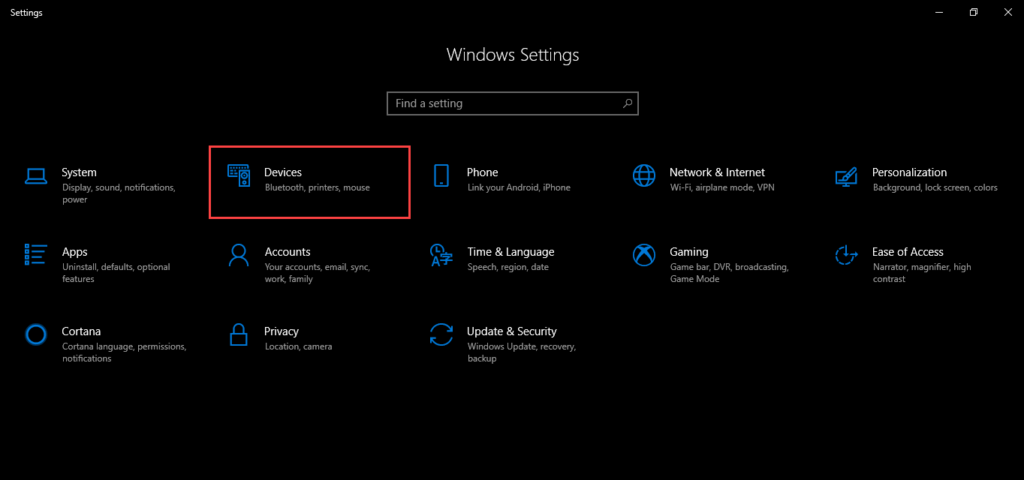 Settings
Windows Settings
Find a setting
System
Display, sound, notifications,
power
Devices
Bluetooth, printers, mouse
Phone
Link your Android, iPhone
Network & Internet
Wi-Fi, airplane mode, VPN
Personalization
Background, lock screen, colors
Apps
Uninstall, defaults, optional
features
Accounts
Your accounts, email, sync,
work, family
Time & Language
Speech, region, date
Gaming
Game bar, DVR, broadcasting,
Game Mode
Ease of Access
Narrator, magnifier, high
contrast
Cortana
Cortana language, permissions,
notifications
Privacy
Location, camera
Update & Security
Windows Update, recovery,
backup